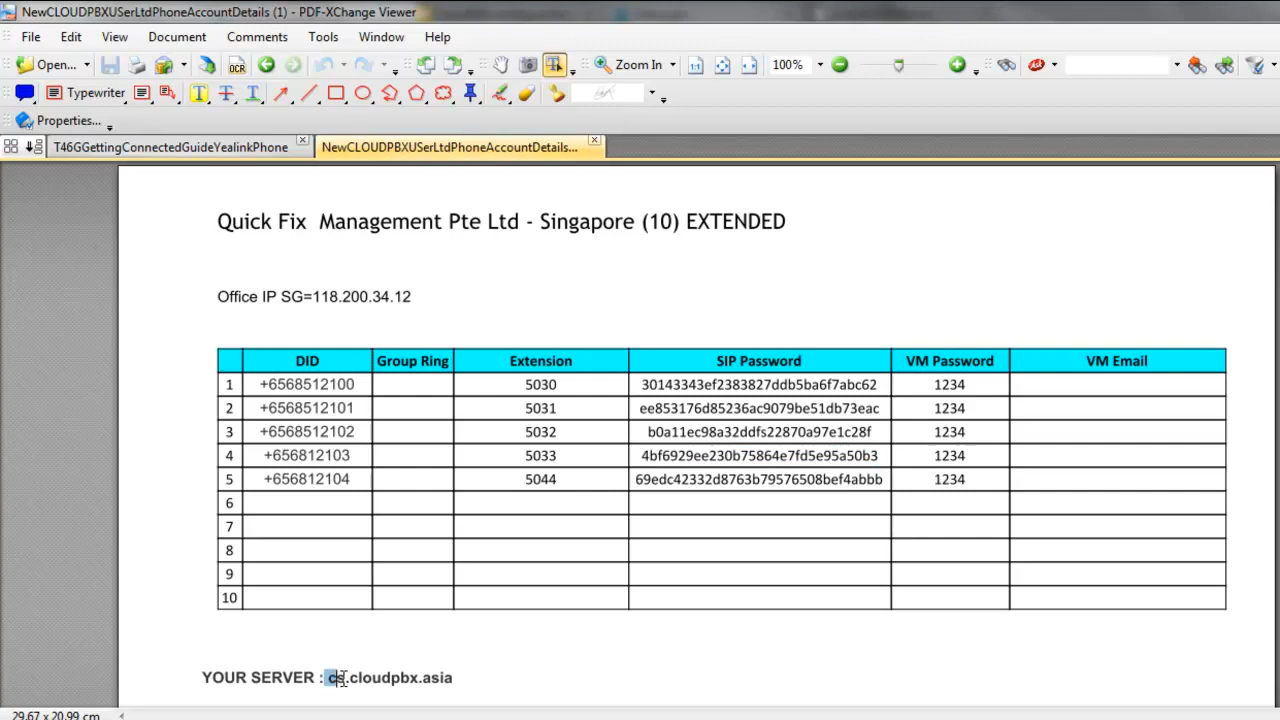 NewCLOUDPBXUSerLtdPhoneAccountDetails (1) - PDF-XChange Viewer
File Edit View Document Comments Tools Window Help
Open... OCR Zoom In 1:1 100%
Typewriter
Properties...
T46GGettingConnectedGuideYealinkPhone NewCLOUDPBXUSerLtdPhoneAccountDetails...
Quick Fix Management Pte Ltd - Singapore (10) EXTENDED
Office IP SG=118.200.34.12
DID Group Ring Extension SIP Password VM Password VM Email
1 +6568512100 5030 30143343ef2383827ddb5ba6f7abc62 1234
2 +6568512101 5031 ee853176d85236ac9079be51db73eac 1234
3 +6568512102 5032 b0a11ec98a32ddfs22870a97e1c28f 1234
4 +656812103 5033 4bf6929ee230b75864e7fd5e95a50b3 1234
5 +656812104 5044 69edc42332d8763b79576508bef4abbb 1234
6
7
8
9
10
YOUR SERVER : cs.cloudpbx.asia
29.67 x 20.99 cm